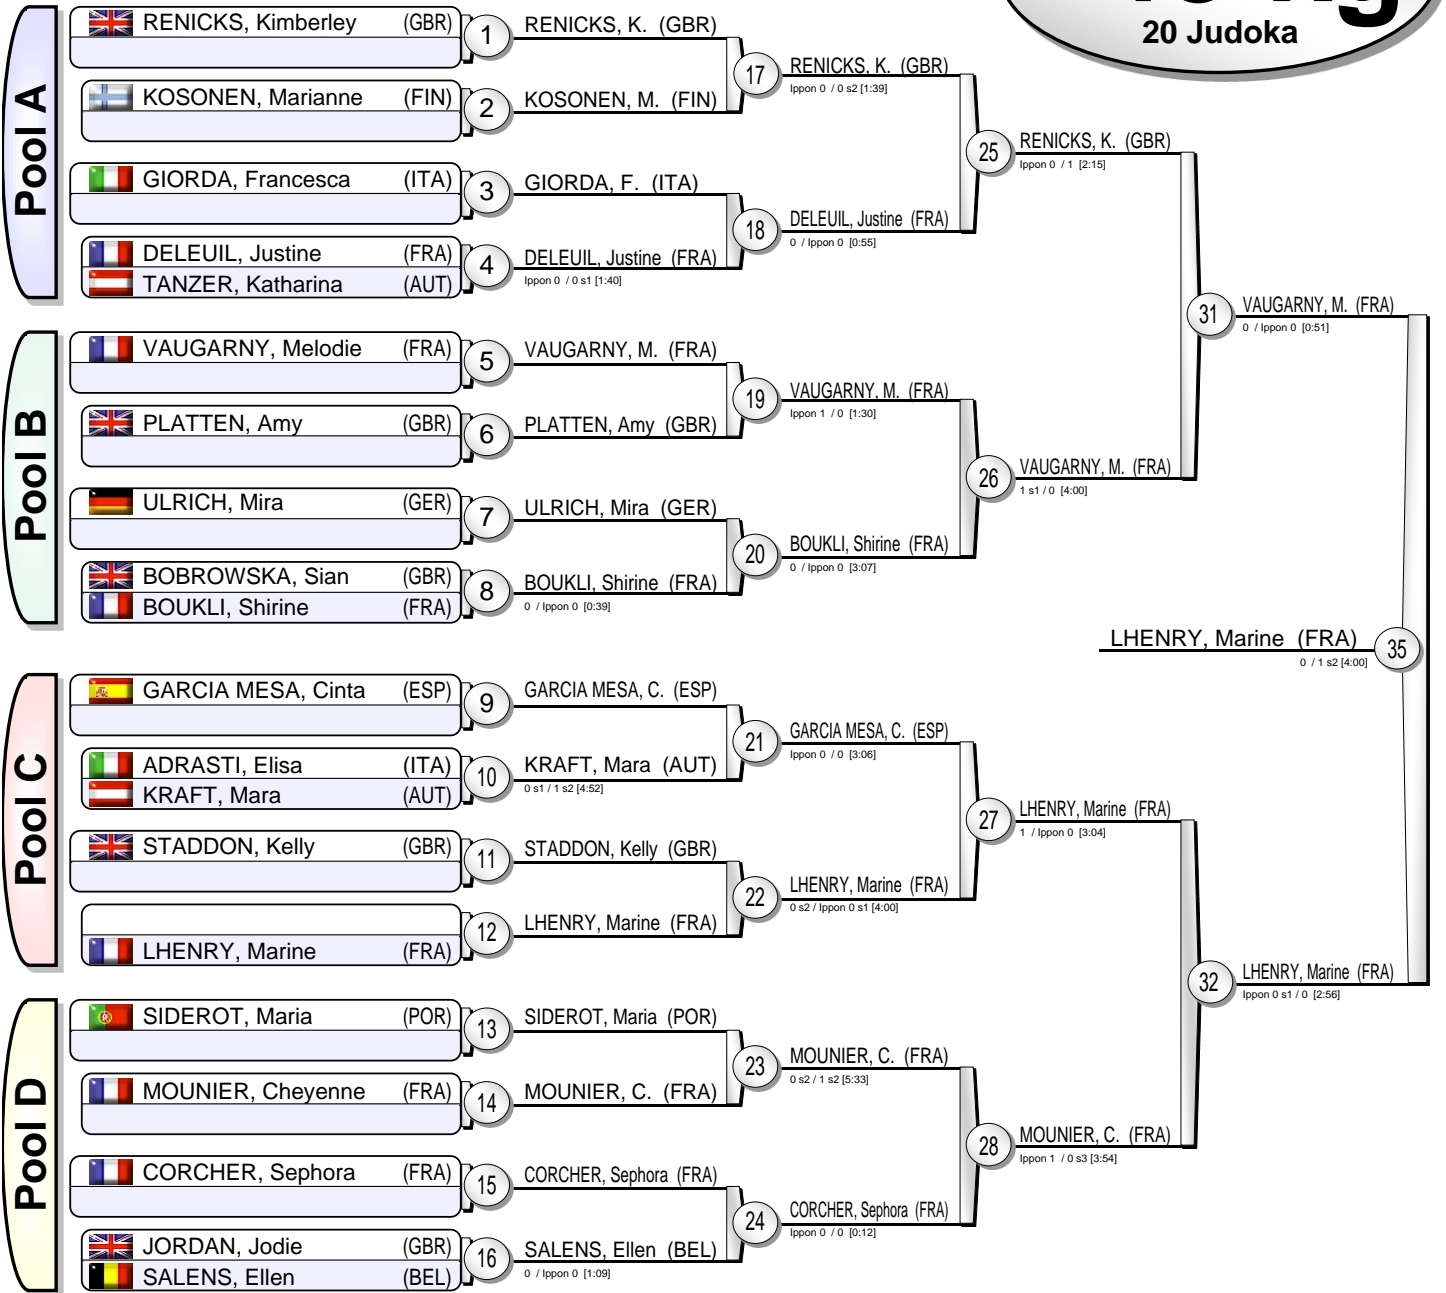 20 Judoka
Pool A
RENICKS, Kimberley (GBR)
1
RENICKS, K. (GBR)
KOSONEN, Marianne (FIN)
2
KOSONEN, M. (FIN)
17
RENICKS, K. (GBR)
Ippon 0 / 0 s2 [1:39]
GIORDA, Francesca (ITA)
3
GIORDA, F. (ITA)
DELEUIL, Justine (FRA)
TANZER, Katharina (AUT)
4
DELEUIL, Justine (FRA)
Ippon 0 / 0 s1 [1:40]
18
DELEUIL, Justine (FRA)
0 / Ippon 0 [0:55]
25
RENICKS, K. (GBR)
Ippon 0 / 1 [2:15]
Pool B
VAUGARNY, Melodie (FRA)
5
VAUGARNY, M. (FRA)
PLATTEN, Amy (GBR)
6
PLATTEN, Amy (GBR)
19
VAUGARNY, M. (FRA)
Ippon 1 / 0 [1:30]
ULRICH, Mira (GER)
7
ULRICH, Mira (GER)
BOBROWSKA, Sian (GBR)
BOUKLI, Shirine (FRA)
8
BOUKLI, Shirine (FRA)
0 / Ippon 0 [0:39]
20
BOUKLI, Shirine (FRA)
0 / Ippon 0 [3:07]
26
VAUGARNY, M. (FRA)
1 s1 / 0 [4:00]
31
VAUGARNY, M. (FRA)
0 / Ippon 0 [0:51]
Pool C
GARCIA MESA, Cinta (ESP)
9
GARCIA MESA, C. (ESP)
ADRASTI, Elisa (ITA)
KRAFT, Mara (AUT)
10
KRAFT, Mara (AUT)
0 s1 / 1 s2 [4:52]
21
GARCIA MESA, C. (ESP)
Ippon 0 / 0 [3:06]
STADDON, Kelly (GBR)
11
STADDON, Kelly (GBR)
LHENRY, Marine (FRA)
12
LHENRY, Marine (FRA)
22
LHENRY, Marine (FRA)
0 s2 / Ippon 0 s1 [4:00]
27
LHENRY, Marine (FRA)
1 / Ippon 0 [3:04]
Pool D
SIDEROT, Maria (POR)
13
SIDEROT, Maria (POR)
MOUNIER, Cheyenne (FRA)
14
MOUNIER, C. (FRA)
23
MOUNIER, C. (FRA)
0 s2 / 1 s2 [5:33]
CORCHER, Sephora (FRA)
15
CORCHER, Sephora (FRA)
JORDAN, Jodie (GBR)
SALENS, Ellen (BEL)
16
SALENS, Ellen (BEL)
0 / Ippon 0 [1:09]
24
CORCHER, Sephora (FRA)
Ippon 0 / 0 [0:12]
28
MOUNIER, C. (FRA)
Ippon 1 / 0 s3 [3:54]
32
LHENRY, Marine (FRA)
Ippon 0 s1 / 0 [2:56]
35
LHENRY, Marine (FRA)
0 / 1 s2 [4:00]